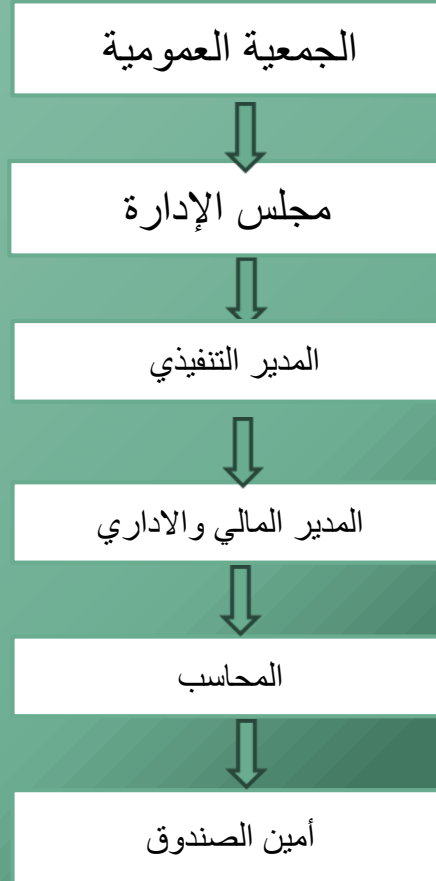 الجمعية العمومية
مجلس الإدارة
المدير التنفيذي
المدير المالي والاداري
المحاسب
أمين الصندوق